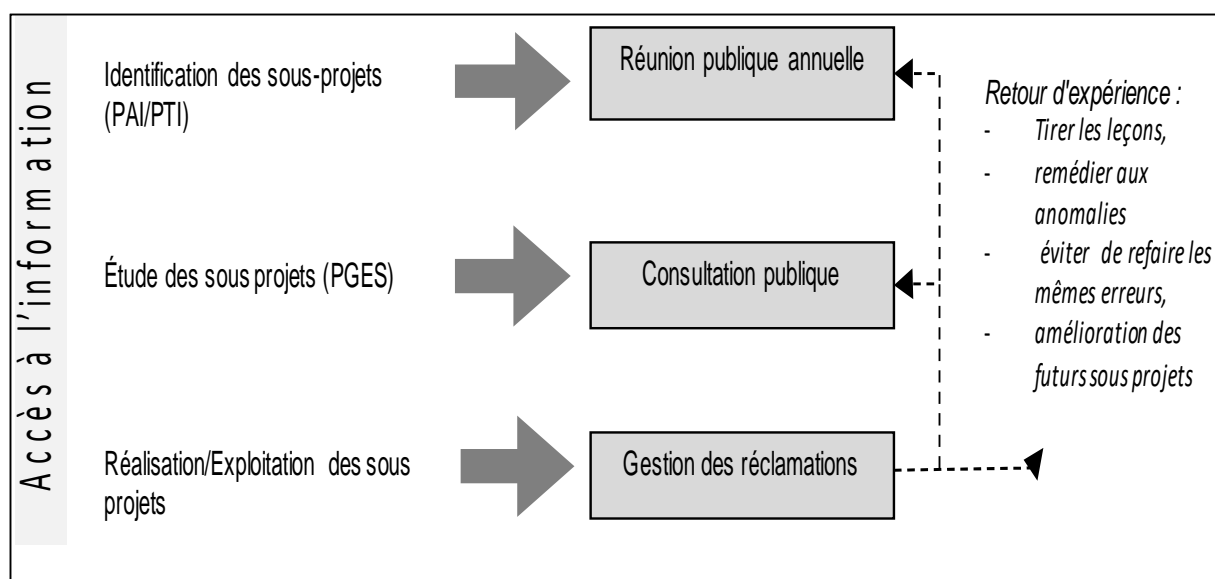 Accès à l'information
Identification des sous-projets
(PAI/PTI)
Réunion publique annuelle
Étude des sous projets (PGES)
Consultation publique
Réalisation/Exploitation des sous
projets
Gestion des réclamations
Retour d'expérience :
- Tirer les leçons,
- remédier aux
anomalies
- éviter de refaire les
mêmes erreurs,
- amélioration des
futurs sous projets